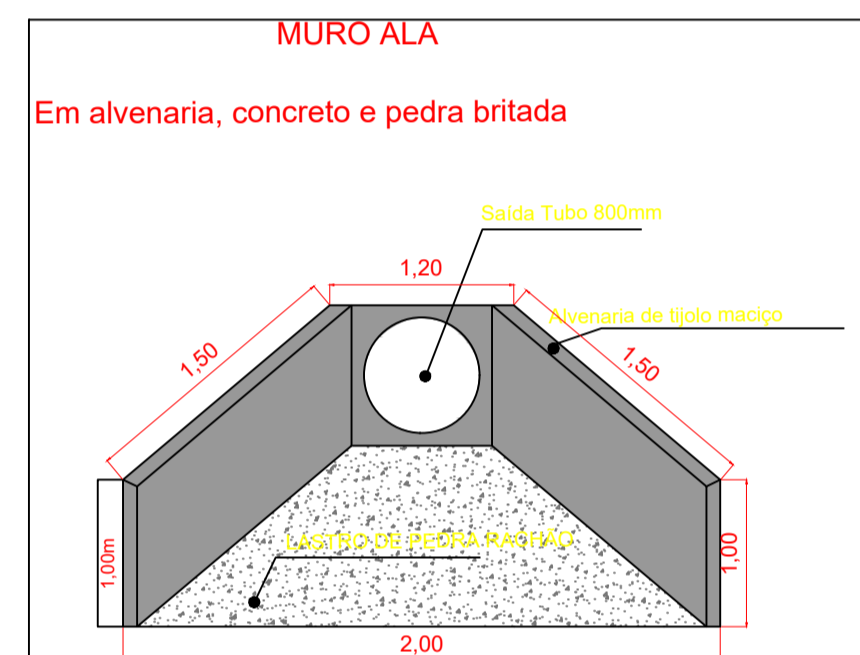 MURO ALA
Em alvenaria, concreto e pedra britada
Saída Tubo 800mm
1,20
Alvenaria de tijolo maciço
1,50
1,50
LASTRO DE PEDRA RACHÃO
1,00m
1,00
2,00